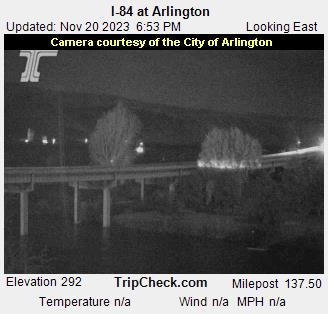 I-84 at Arlington
Updated: Nov 20 2023 6:53 PM Looking East
Camera courtesy of the City of Arlington
Elevation 292 TripCheck.com Milepost 137.50
Temperature n/a Wind n/a MPH n/a